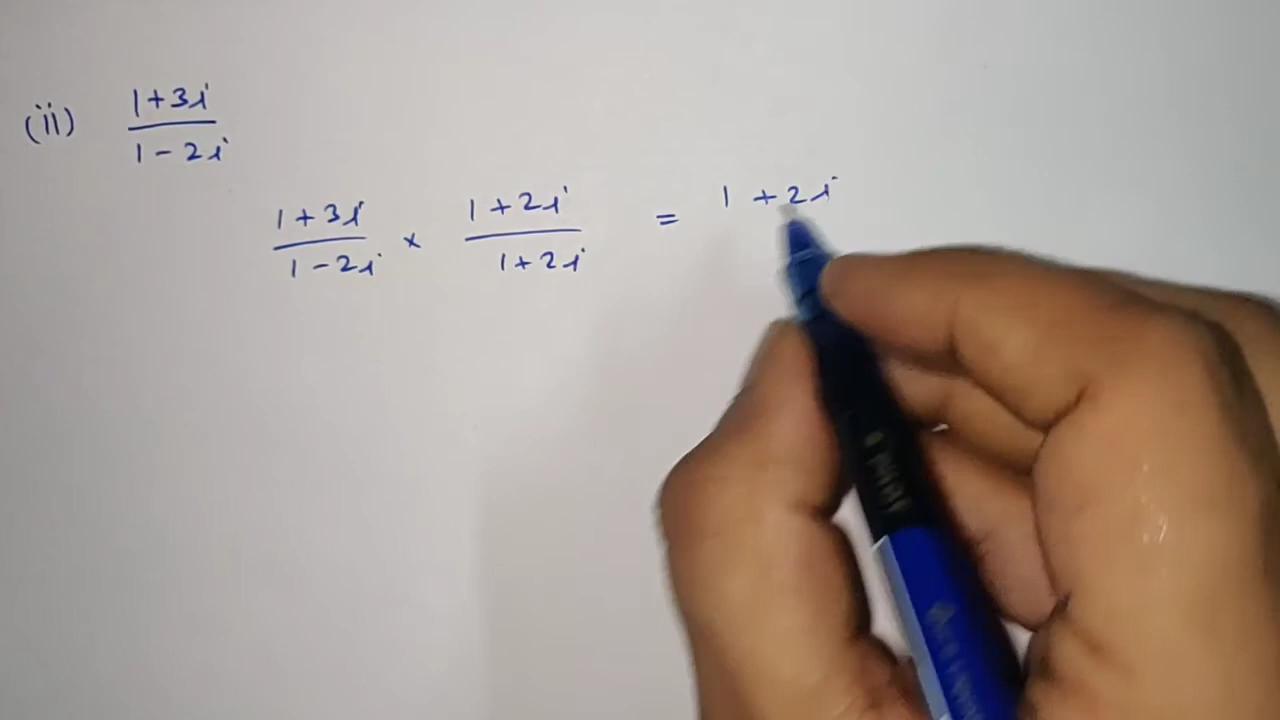 (ii) 1+3i / 1-2i
1+3i / 1-2i × 1+2i / 1+2i = 1 +2i